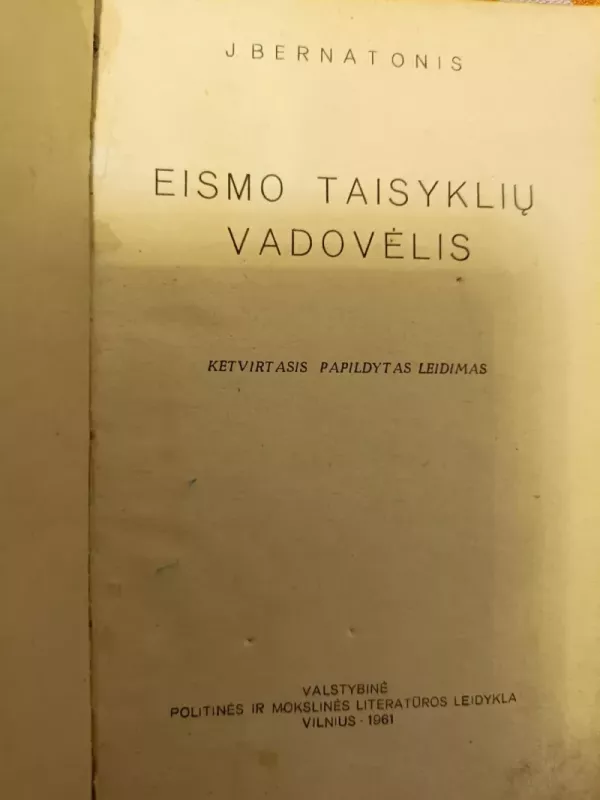 J. BERNATONIS
EISMO TAISYKLIŲ
VADOVĖLIS
KETVIRTASIS PAPILDYTAS LEIDIMAS
VALSTYBINĖ
POLITINĖS IR MOKSLINĖS LITERATŪROS LEIDYKLA
VILNIUS - 1961